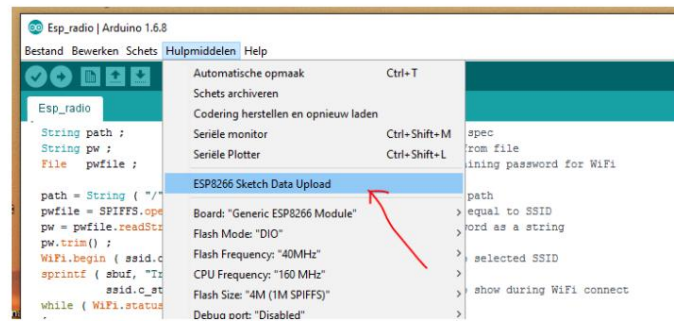 Esp_radio | Arduino 1.6.8
Bestand Bewerken Schets Hulpmiddelen Help
Automatische opmaak Ctrl+T
Schets archiveren
Esp_radio
Codering herstellen en opnieuw laden
String path ; Seriële monitor Ctrl+Shift+M spec
String pw ; from file
File pwfile ; Seriële Plotter Ctrl+Shift+L ining password for WiFi
ESP8266 Sketch Data Upload
path = String ( "/" path
pwfile = SPIFFS.ope Board: "Generic ESP8266 Module" equal to SSID
pw = pwfile.readStr Flash Mode: "DIO" ord as a string
pw.trim() ;
WiFi.begin ( ssid.c Flash Frequency: "40MHz" selected SSID
sprintf ( sbuf, "Tr CPU Frequency: "160 MHz"
ssid.c_st Flash Size: "4M (1M SPIFFS)" show during WiFi connect
while ( WiFi.status Debug port: "Disabled"